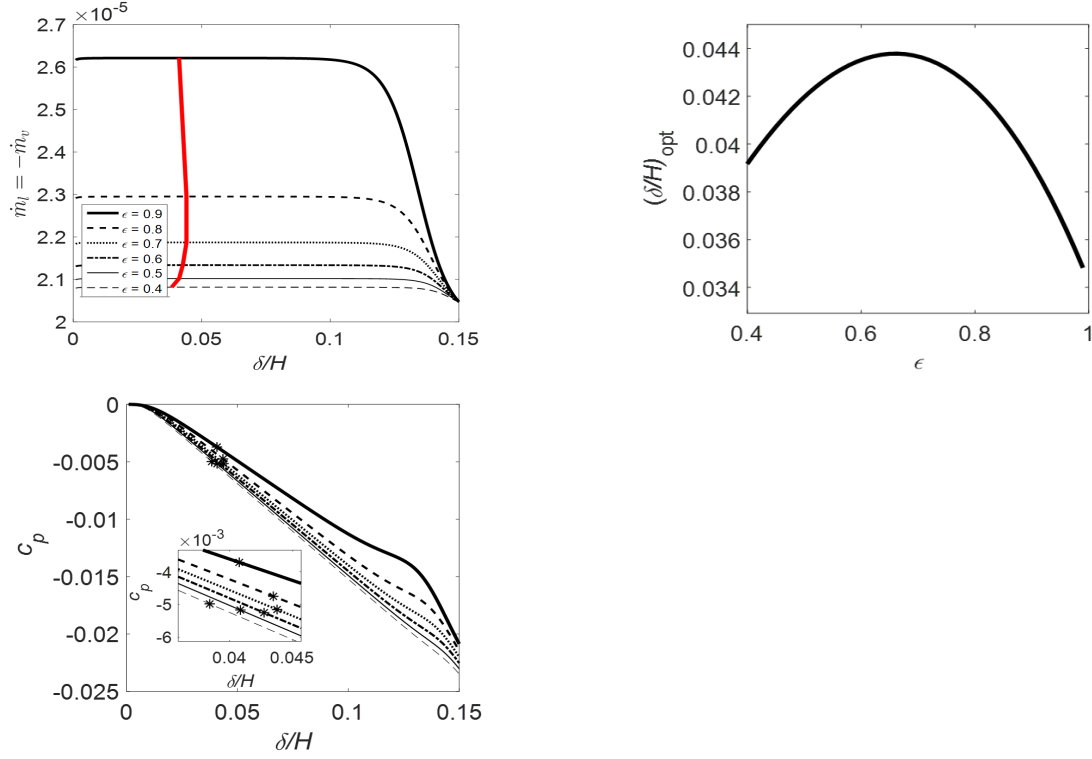 ×10⁻⁵
2.7
2.6
2.5
2.4
2.3
2.2
2.1
2
ṁ_l = −ṁ_v
ϵ = 0.9
ϵ = 0.8
ϵ = 0.7
ϵ = 0.6
ϵ = 0.5
ϵ = 0.4
0 0.05 0.1 0.15
δ/H
0.044
0.042
0.04
0.038
0.036
0.034
(δ/H)_opt
0.4 0.6 0.8 1
ϵ
0
-0.005
-0.01
-0.015
-0.02
-0.025
c_p
×10⁻³
-4
-5
-6
c_p
0.04 0.045
δ/H
0 0.05 0.1 0.15
δ/H